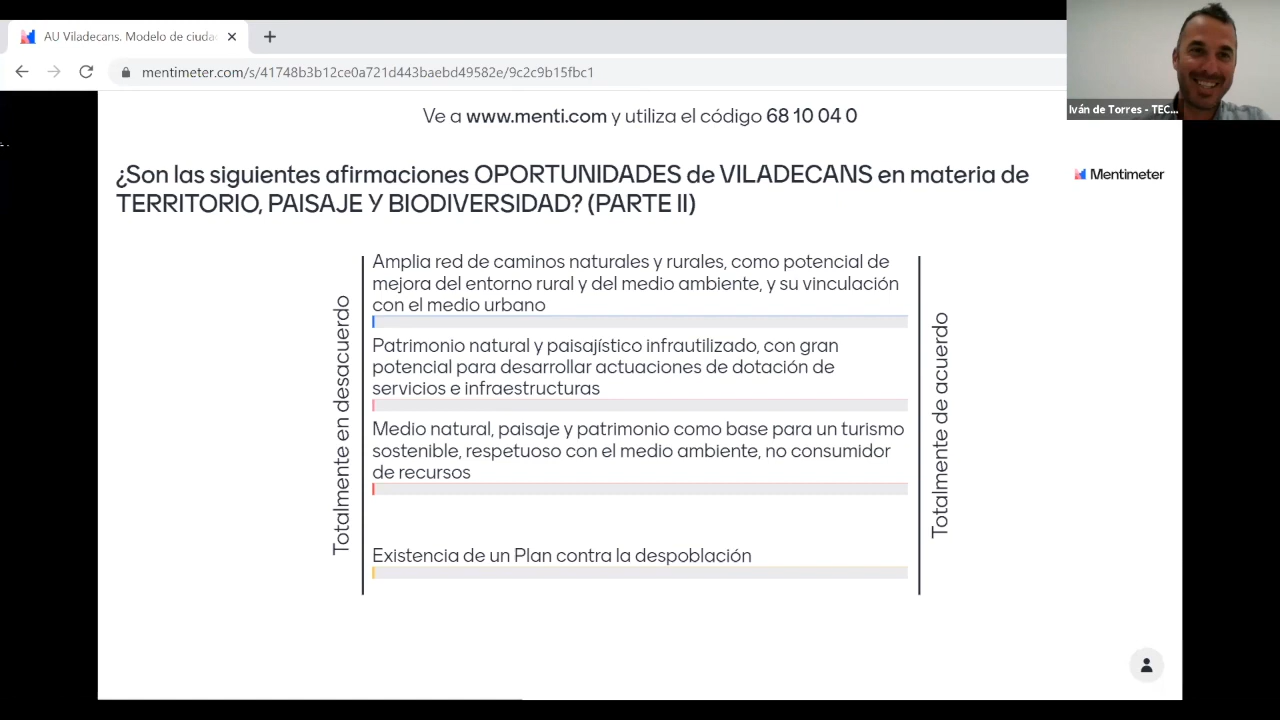 AU Viladecans. Modelo de ciuda
mentimeter.com/s/41748b3b12ce0a721d443baebd49582e/9c2c9b15fbc1
Iván de Torres - TEC...
Ve a www.menti.com y utiliza el código 68 10 04 0
¿Son las siguientes afirmaciones OPORTUNIDADES de VILADECANS en materia de
TERRITORIO, PAISAJE Y BIODIVERSIDAD? (PARTE II)
Mentimeter
Totalmente en desacuerdo
Amplia red de caminos naturales y rurales, como potencial de
mejora del entorno rural y del medio ambiente, y su vinculación
con el medio urbano
Patrimonio natural y paisajístico infrautilizado, con gran
potencial para desarrollar actuaciones de dotación de
servicios e infraestructuras
Medio natural, paisaje y patrimonio como base para un turismo
sostenible, respetuoso con el medio ambiente, no consumidor
de recursos
Existencia de un Plan contra la despoblación
Totalmente de acuerdo